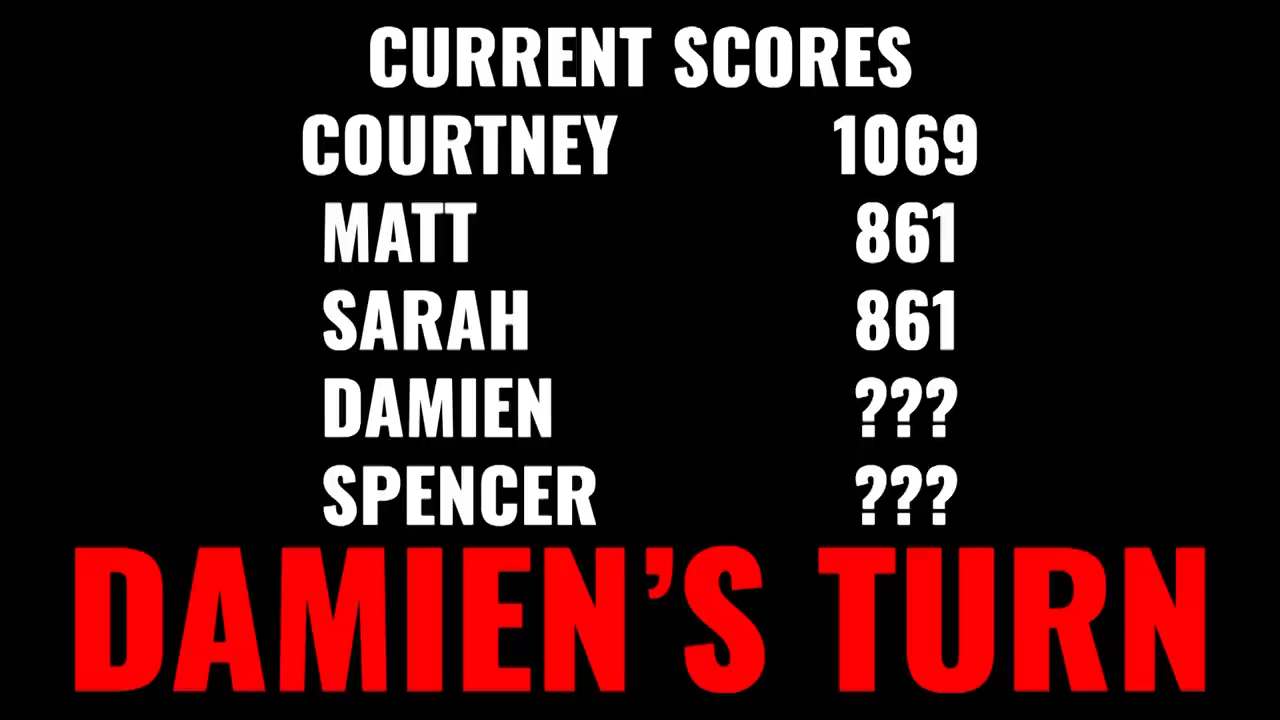 CURRENT SCORES
COURTNEY 1069
MATT 861
SARAH 861
DAMIEN ???
SPENCER ???
DAMIEN'S TURN